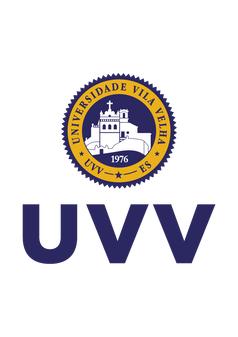 UNIVERSIDADE VILA VELHA
1976
UVV ★ ES
UVV